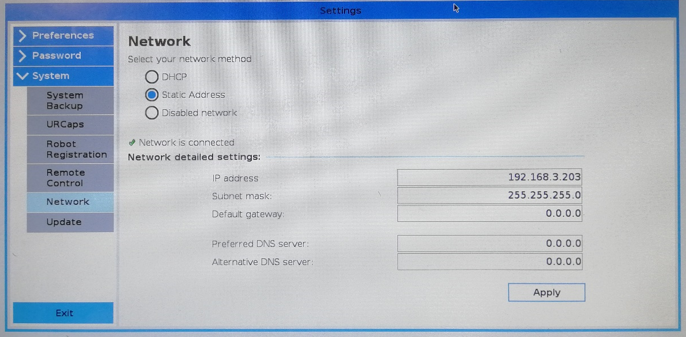 Settings
Preferences
Password
System
System
Backup
URCaps
Robot
Registration
Remote
Control
Network
Update
Exit
Network
Select your network method
DHCP
Static Address
Disabled network
Network is connected
Network detailed settings:
IP address 192.168.3.203
Subnet mask: 255.255.255.0
Default gateway: 0.0.0.0
Preferred DNS server: 0.0.0.0
Alternative DNS server: 0.0.0.0
Apply